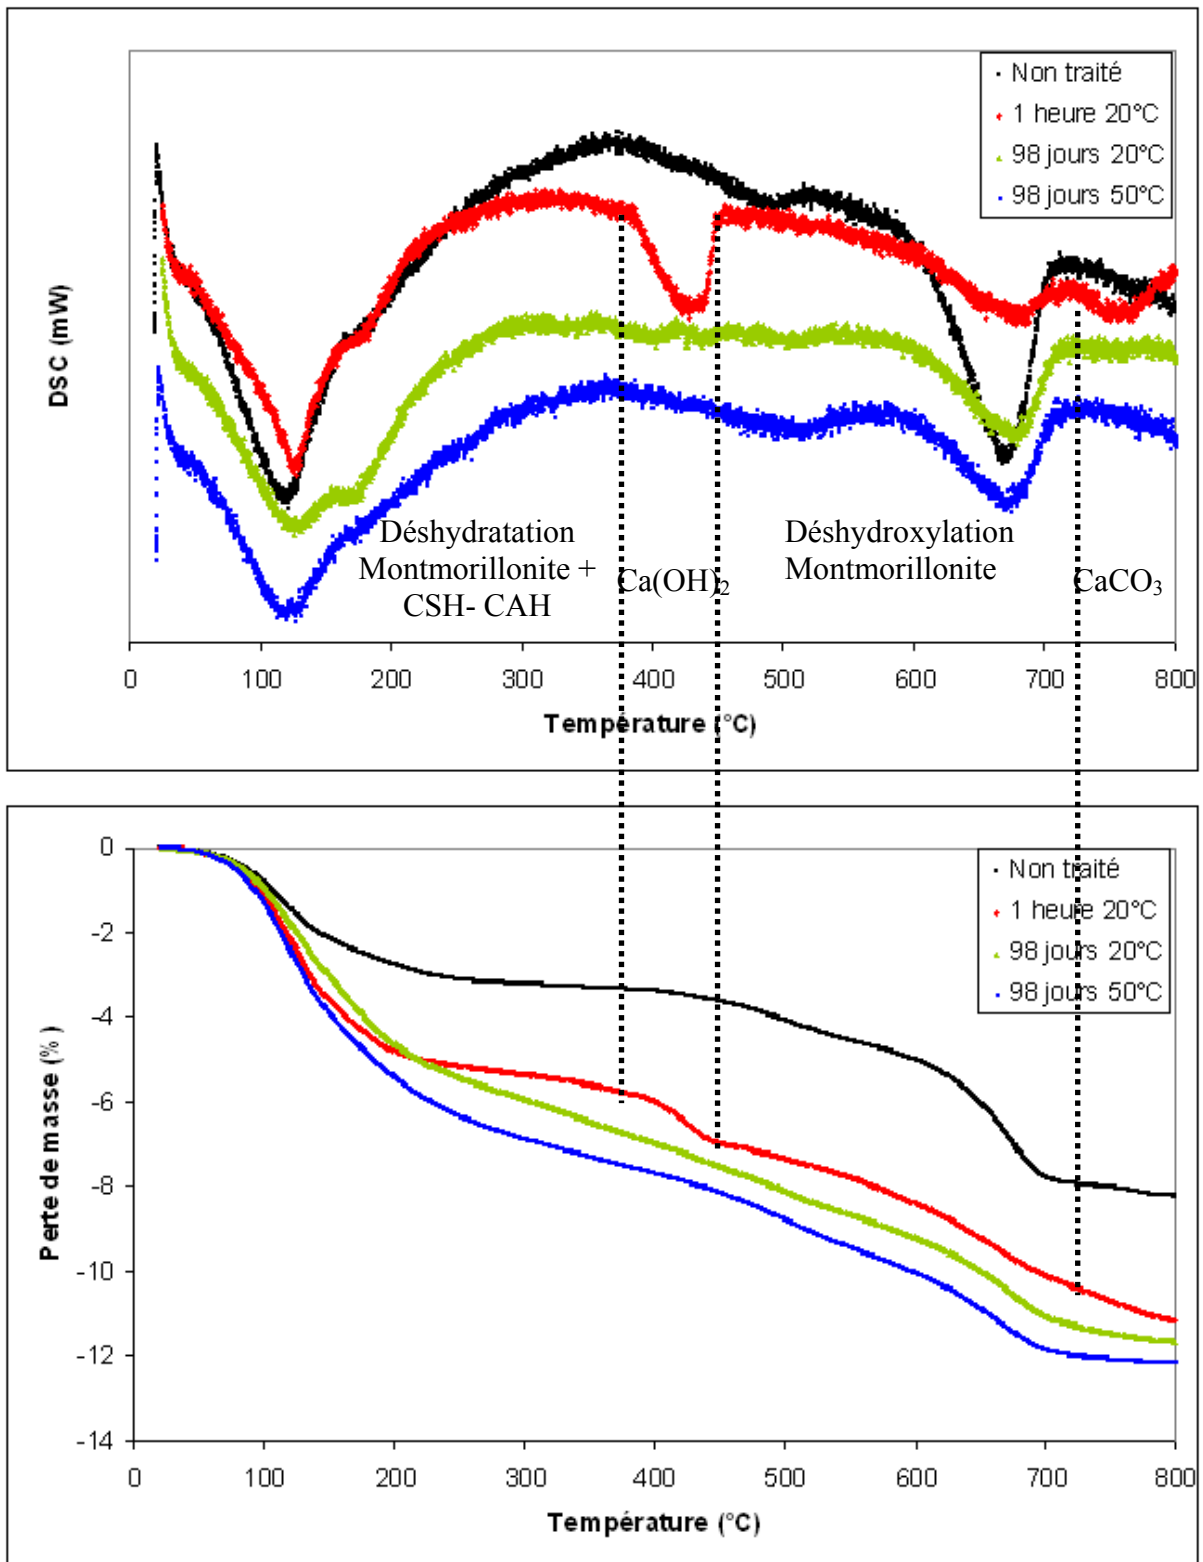 Non traité
1 heure 20°C
98 jours 20°C
98 jours 50°C
DSC (mW)
Déshydratation
Montmorillonite +
CSH- CAH
Ca(OH)₂
Déshydroxylation
Montmorillonite
CaCO₃
0 100 200 300 400 500 600 700 800
Température (°C)
0
-2
-4
-6
-8
-10
-12
-14
Non traité
1 heure 20°C
98 jours 20°C
98 jours 50°C
Perte de masse (% )
0 100 200 300 400 500 600 700 800
Température (°C)